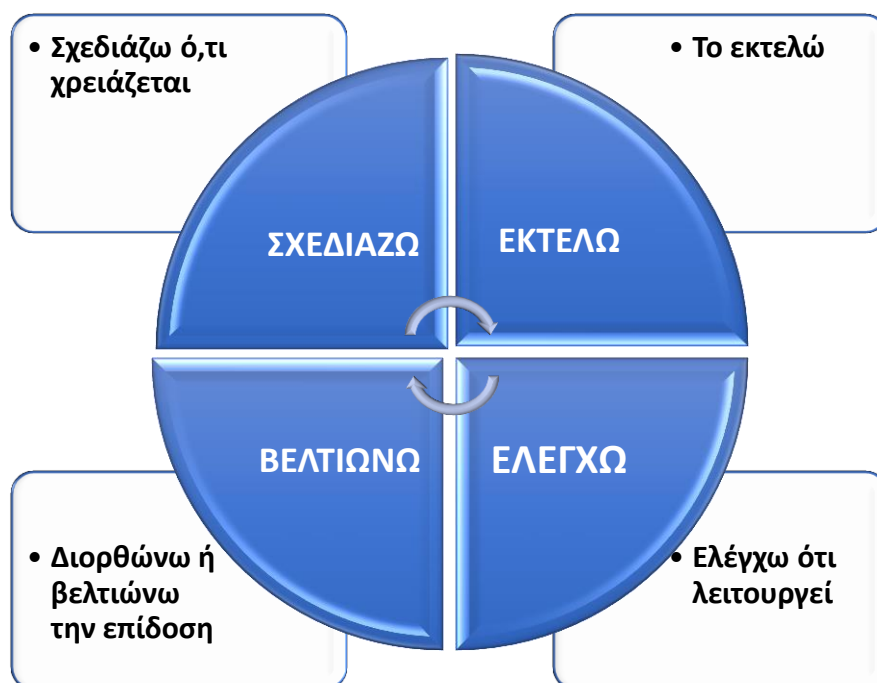 • Σχεδιάζω ό,τι
χρειάζεται
• Το εκτελώ
ΣΧΕΔΙΑΖΩ
ΕΚΤΕΛΩ
ΒΕΛΤΙΩΝΩ
ΕΛΕΓΧΩ
• Διορθώνω ή
βελτιώνω
την επίδοση
• Ελέγχω ότι
λειτουργεί